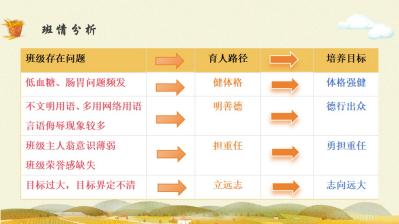 班情分析
班级存在问题 育人路径 培养目标
低血糖、肠胃问题频发 健体格 体格强健
不文明用语、多用网络用语
言语侮辱现象较多 明善德 德行出众
班级主人翁意识薄弱
班级荣誉感缺失 担重任 勇担重任
目标过大，目标界定不清 立远志 志向远大